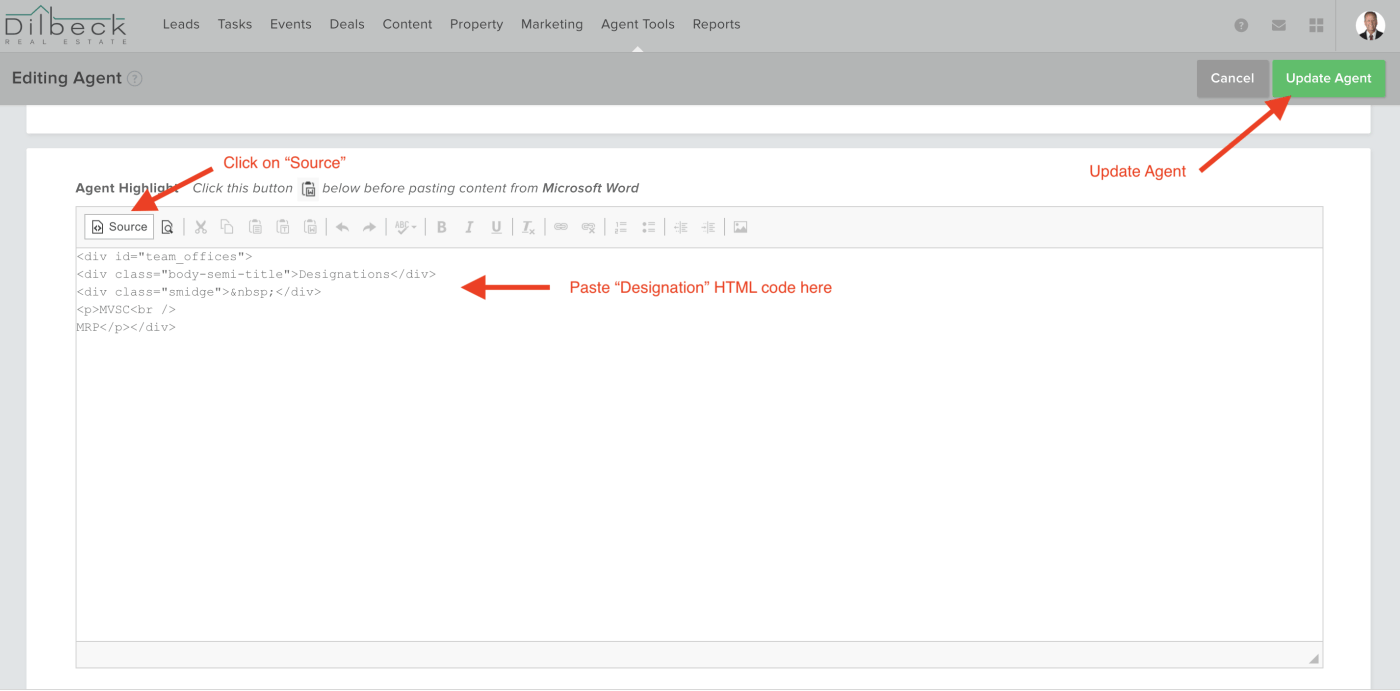 Dilbeck
REAL ESTATE
Leads Tasks Events Deals Content Property Marketing Agent Tools Reports
?
Editing Agent ?
Cancel
Update Agent
Click on “Source”
Update Agent
Agent Highlight Click this button below before pasting content from Microsoft Word
Source
ABC B I U Tx
<div id="team_offices">
<div class="body-semi-title">Designations</div>
<div class="smidge">&nbsp;</div>
Paste “Designation” HTML code here
<p>MVSC<br />
MRP</p></div>